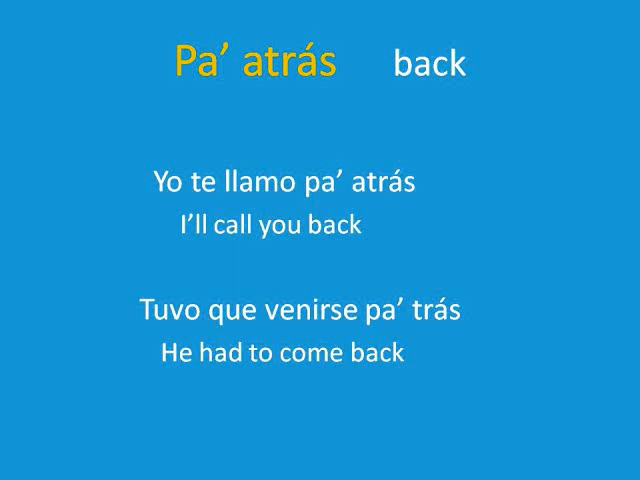 Pa’ atrás back
Yo te llamo pa’ atrás
I’ll call you back
Tuvo que venirse pa’ trás
He had to come back